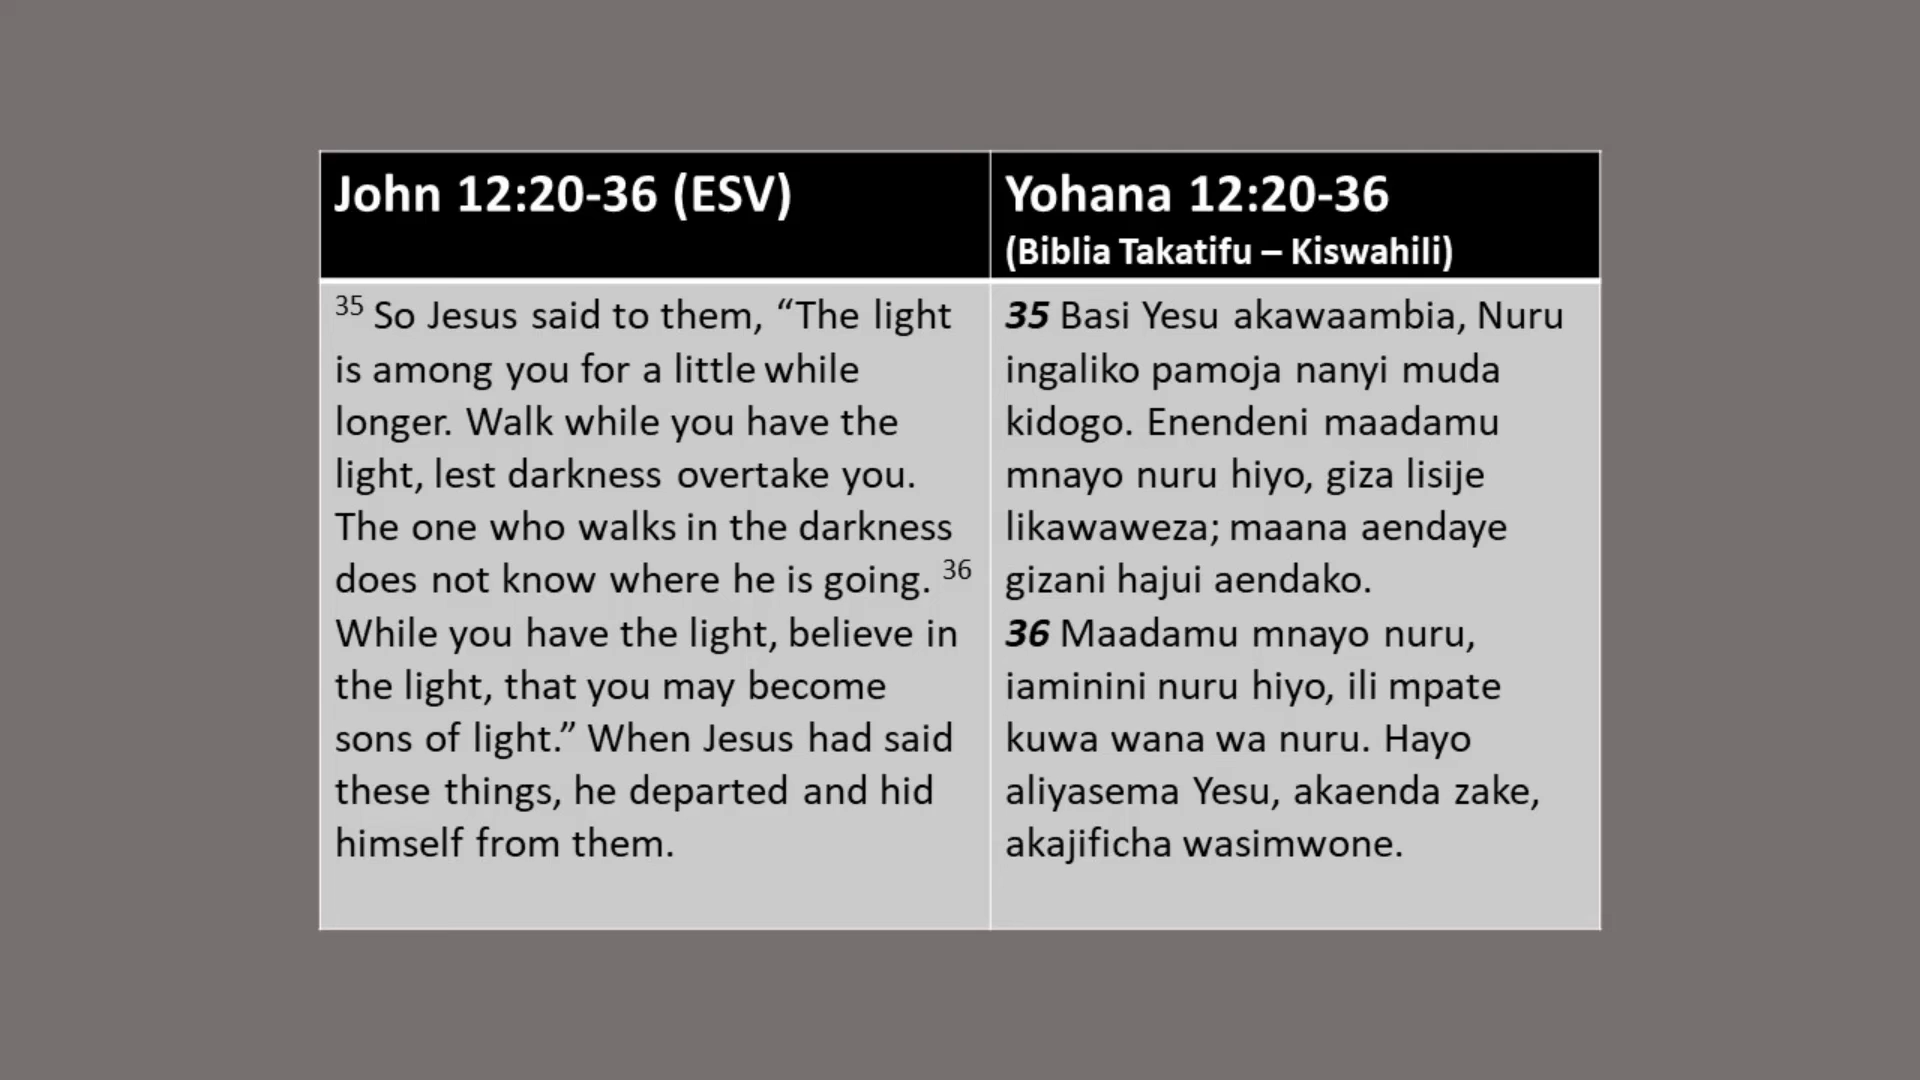 John 12:20-36 (ESV)
³⁵ So Jesus said to them, “The light
is among you for a little while
longer. Walk while you have the
light, lest darkness overtake you.
The one who walks in the darkness
does not know where he is going. ³⁶
While you have the light, believe in
the light, that you may become
sons of light.” When Jesus had said
these things, he departed and hid
himself from them.
Yohana 12:20-36
(Biblia Takatifu – Kiswahili)
35 Basi Yesu akawaambia, Nuru
ingaliko pamoja nanyi muda
kidogo. Enendeni maadamu
mnayo nuru hiyo, giza lisije
likawaweza; maana aendaye
gizani hajui aendako.
36 Maadamu mnayo nuru,
iaminini nuru hiyo, ili mpate
kuwa wana wa nuru. Hayo
aliyasema Yesu, akaenda zake,
akajificha wasimwone.